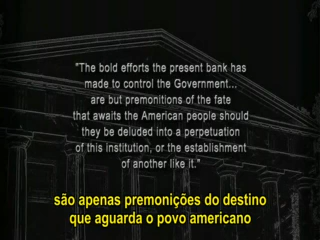 "The bold efforts the present bank has
made to control the Government...
are but premonitions of the fate
that awaits the American people should
they be deluded into a perpetuation
of this institution, or the establishment
of another like it."
são apenas premonições do destino
que aguarda o povo americano